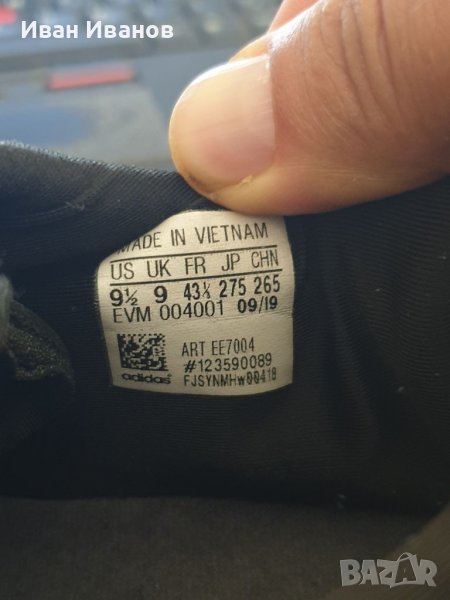 Иван Иванов
MADE IN VIETNAM
US UK FR JP CHN
9½ 9 43⅓ 275 265
EVM 004001 09/19
ART EE7004
#123590089
adidas FJSYNMHw00418
BAZAR